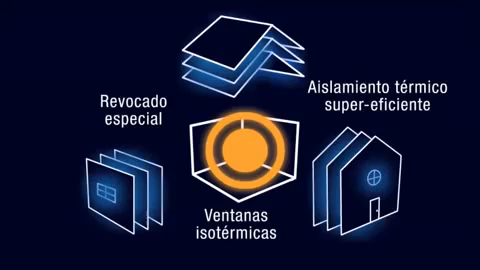 Aislamiento térmico
super-eficiente
Revocado
especial
Ventanas
isotérmicas